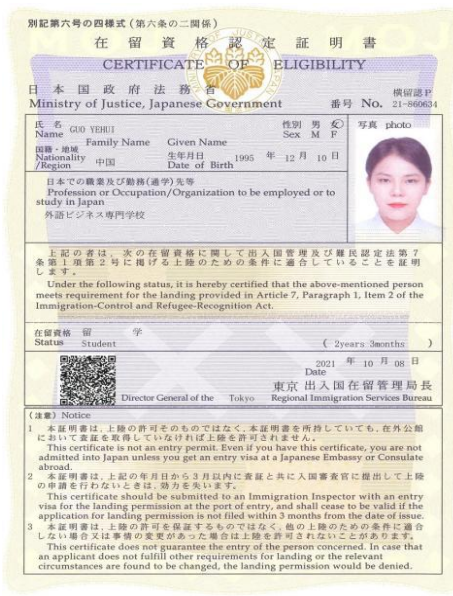 別記第六号の四様式(第六条の二関係)
在留資格認定証明書
CERTIFICATE OF ELIGIBILITY
日本国政府法務省
横留認P
Ministry of Justice, Japanese Government
番号 No. 21-860634
氏名 性別 男 女 写真 photo
Name GUO YEHUI Sex M F
Family Name Given Name
国籍・地域 生年月日 1995 年 12 月 10 日
Nationality/Region 中国 Date of Birth
日本での職業及び勤務(通学)先等
Profession or Occupation/Organization to be employed or to
study in Japan
外語ビジネス専門学校
上記の者は、次の在留資格に関して出入国管理及び難民認定法第7
条第1項第2号に掲げる上陸のための条件に適合していることを証明
します。
Under the following status, it is hereby certified that the above-mentioned person
meets requirement for the landing provided in Article 7, Paragraph 1, Item 2 of the
Immigration-Control and Refugee-Recognition Act.
在留資格 留学
Status Student ( 2years 3months )
2021 年 10 月 08 日
Date
東京 出入国在留管理局長
Director General of the Tokyo Regional Immigration Services Bureau
(注意) Notice
1 本証明書は、上陸の許可そのものではなく、本証明書を所持していても、在外公館
において査証を取得していなければ上陸を許可されません。
This certificate is not an entry permit. Even if you have this certificate, you are not
admitted into Japan unless you get an entry visa at a Japanese Embassy or Consulate
abroad.
2 本証明書は、上記の年月日から3月以内に査証と共に入国審査官に提出して上陸
の申請を行わないときは、効力を失います。
This certificate should be submitted to an Immigration Inspector with an entry
visa for the landing permission at the port of entry, and shall cease to be valid if the
application for landing permission is not filed within 3 months from the date of issue.
3 本証明書は、上陸の許可を保証するものではなく、他の上陸のための条件に適合
しない場合又は事情の変更があった場合は上陸を許可されないことがあります。
This certificate does not guarantee the entry of the person concerned. In case that
an applicant does not fulfill other requirements for landing or the relevant
circumstances are found to be changed, the landing permission would be denied.